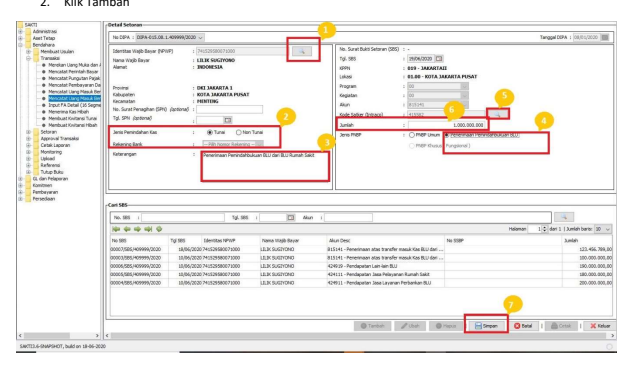 2. Klik Tambah
SAKTI
Administrasi
Aset Tetap
Bendahara
Membuat Usulan
Transaksi
Merekam Uang Muka dan A
Mencatat Perintah Bayar
Mencatat Pungutan Pajak
Mencatat Pembayaran Da
Mencatat Uang Masuk Ber
Mencatat Uang Masuk Ber
Input FA Detail (16 Segme
Menerima Kas Hibah
Membuat Kwitansi Tunai
Membuat Kwitansi Hibah
Setoran
Approval Transaksi
Cetak Laporan
Monitoring
Upload
Referensi
Tutup Buku
GL dan Pelaporan
Komitmen
Pembayaran
Persediaan
Detail Setoran
No DIPA : DIPA-015.08.1.409999/2020
Tanggal DIPA : 08/01/2020
1
Identitas Wajib Bayar (NPWP) : 741529580071000
Nama Wajib Bayar : LILIK SUGIYONO
Alamat : INDONESIA
Provinsi : DKI JAKARTA 1
Kabupaten : KOTA JAKARTA PUSAT
Kecamatan : MENTENG
No. Surat Penagihan (SPN) (optional) :
Tgl. SPN (optional) :
2
Jenis Pemindahan Kas : Tunai Non Tunai
Rekening Bank : --Pilih Nomor Rekening --
3
Keterangan : Penerimaan Pemindahbukuan BLU dari BLU Rumah Sakit
No. Surat Bukti Setoran (SBS) : -
Tgl. SBS : 19/06/2020
KPPN : 019 - JAKARTAII
Lokasi : 01.00 - KOTA JAKARTA PUSAT
Program : 00
Kegiatan : 00
Akun : 815141
5
Kode Satker (Intraco) : 415582
6
Jumlah : 1.000.000.000
4
Jenis PNBP : PNBP Umum Penerimaan Pemindahbukuan BLU
PNBP Khusus (Fungsional)
Cari SBS
No. SBS : Tgl. SBS : Akun :
Halaman 1 dari 1 Jumlah baris: 10
No SBS Tgl SBS Identitas NPWP Nama Wajib Bayar Akun Desc No SSBP Jumlah
00007/SBS/409999/2020 18/06/2020 741529580071000 LILIK SUGIYONO 815141 - Penerimaan atas transfer masuk Kas BLU dari ... 123.456.789,00
00006/SBS/409999/2020 18/06/2020 741529580071000 LILIK SUGIYONO 815141 - Penerimaan atas transfer masuk Kas BLU dari ... 100.000.000,00
00005/SBS/409999/2020 18/06/2020 741529580071000 LILIK SUGIYONO 424919 - Pendapatan Lain-lain BLU 190.000.000,00
00005/SBS/409999/2020 18/06/2020 741529580071000 LILIK SUGIYONO 424111 - Pendapatan Jasa Pelayanan Rumah Sakit 100.000.000,00
00004/SBS/409999/2020 18/06/2020 741529580071000 LILIK SUGIYONO 424911 - Pendapatan Jasa Layanan Perbankan BLU 200.000.000,00
7
Tambah Ubah Hapus Simpan Batal Cetak Keluar
SAKTI3.6-SNAPSHOT, build on 18-06-2020